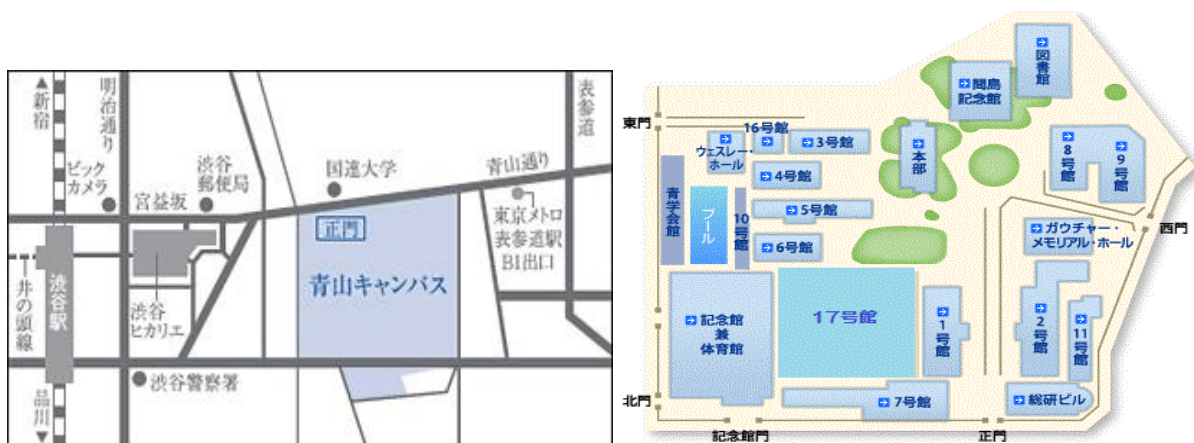 ▲新宿
明治通り
表参道
ビック
カメラ
渋谷
郵便局
国連大学
青山通り
宮益坂
正門
東京メトロ
表参道駅
B1出口
青山キャンパス
井の頭線
渋谷駅
渋谷
ヒカリエ
渋谷警察署
品川▼
図書館
間島
記念館
東門
16号館
ウェスレー・
ホール
3号館
本部
8号館
9号館
4号館
青学会館
プール
10号館
5号館
西門
ガウチャー・
メモリアル・ホール
6号館
17号館
記念館
兼
体育館
1号館
2号館
11号館
北門
7号館
総研ビル
記念館門
正門